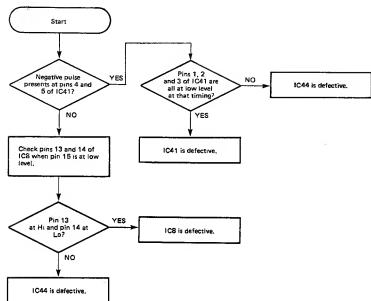 Start
Negative pulse
presents at pins 4 and
5 of IC41?
YES
NO
Pins 1, 2
and 3 of IC41 are
all at low level
at that timing?
NO
IC44 is defective.
YES
IC41 is defective.
Check pins 13 and 14 of
IC8 when pin 15 is at low
level.
Pin 13
at Hi and pin 14 at
Lo?
YES
IC8 is defective.
NO
IC44 is defective.